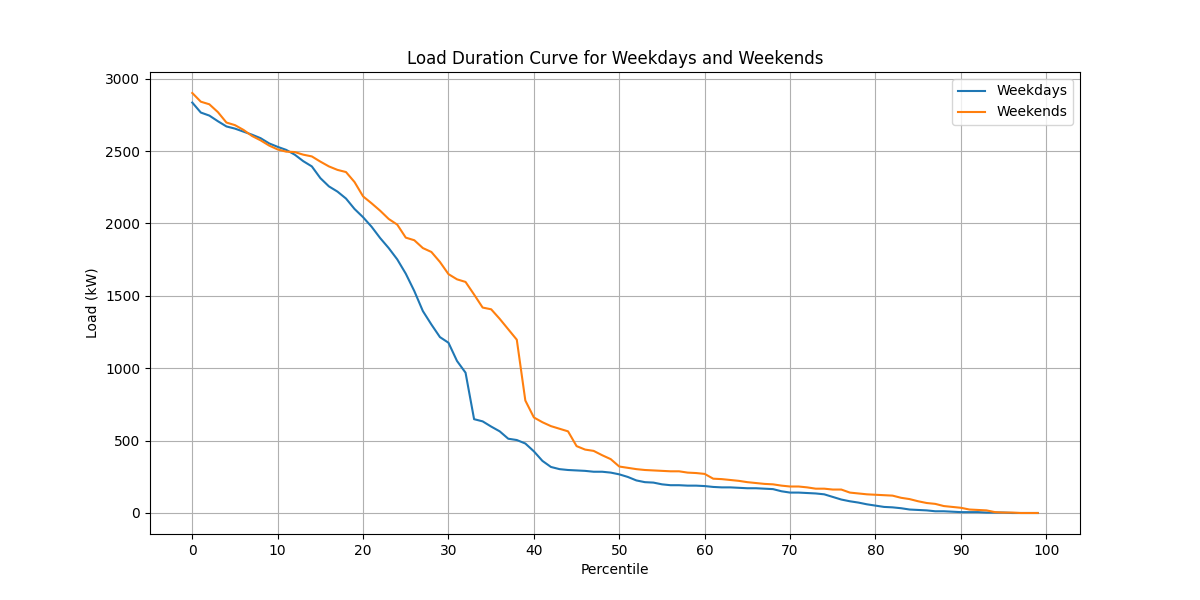 Load Duration Curve for Weekdays and Weekends
Weekdays
Weekends
Load (kW)
3000
2500
2000
1500
1000
500
0
0 10 20 30 40 50 60 70 80 90 100
Percentile